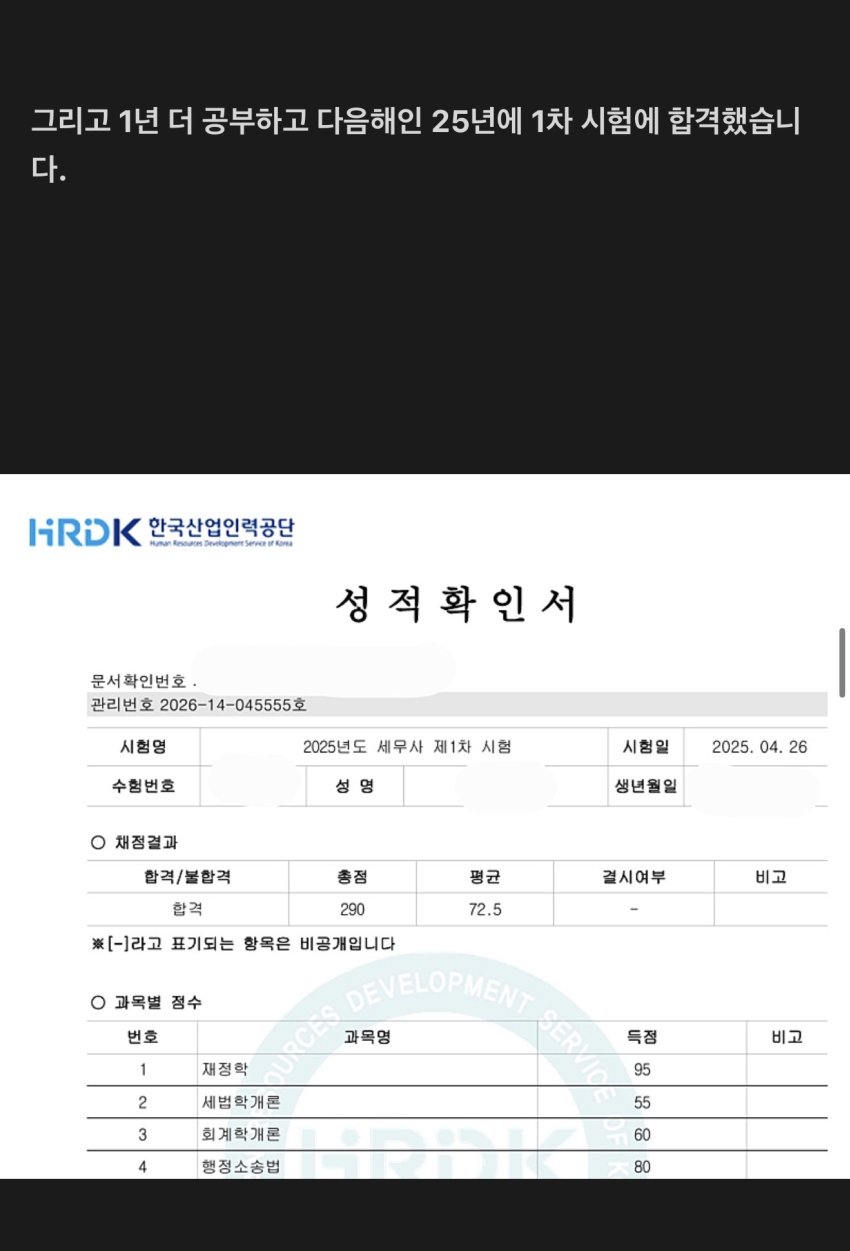 그리고 1년 더 공부하고 다음해인 25년에 1차 시험에 합격했습니
다.
HRDK 한국산업인력공단
Human Resources Development Service of Korea
성적확인서
문서확인번호 .
관리번호 2026-14-045555호
시험명 2025년도 세무사 제1차 시험 시험일 2025. 04. 26
수험번호 성 명 생년월일
○ 채점결과
합격/불합격 총점 평균 결시여부 비고
합격 290 72.5 -
※[-]라고 표기되는 항목은 비공개입니다
○ 과목별 점수
번호 과목명 득점 비고
1 재정학 95
2 세법학개론 55
3 회계학개론 60
4 행정소송법 80
RESOURCES DEVELOPMENT SERVICE OF K
HRDK